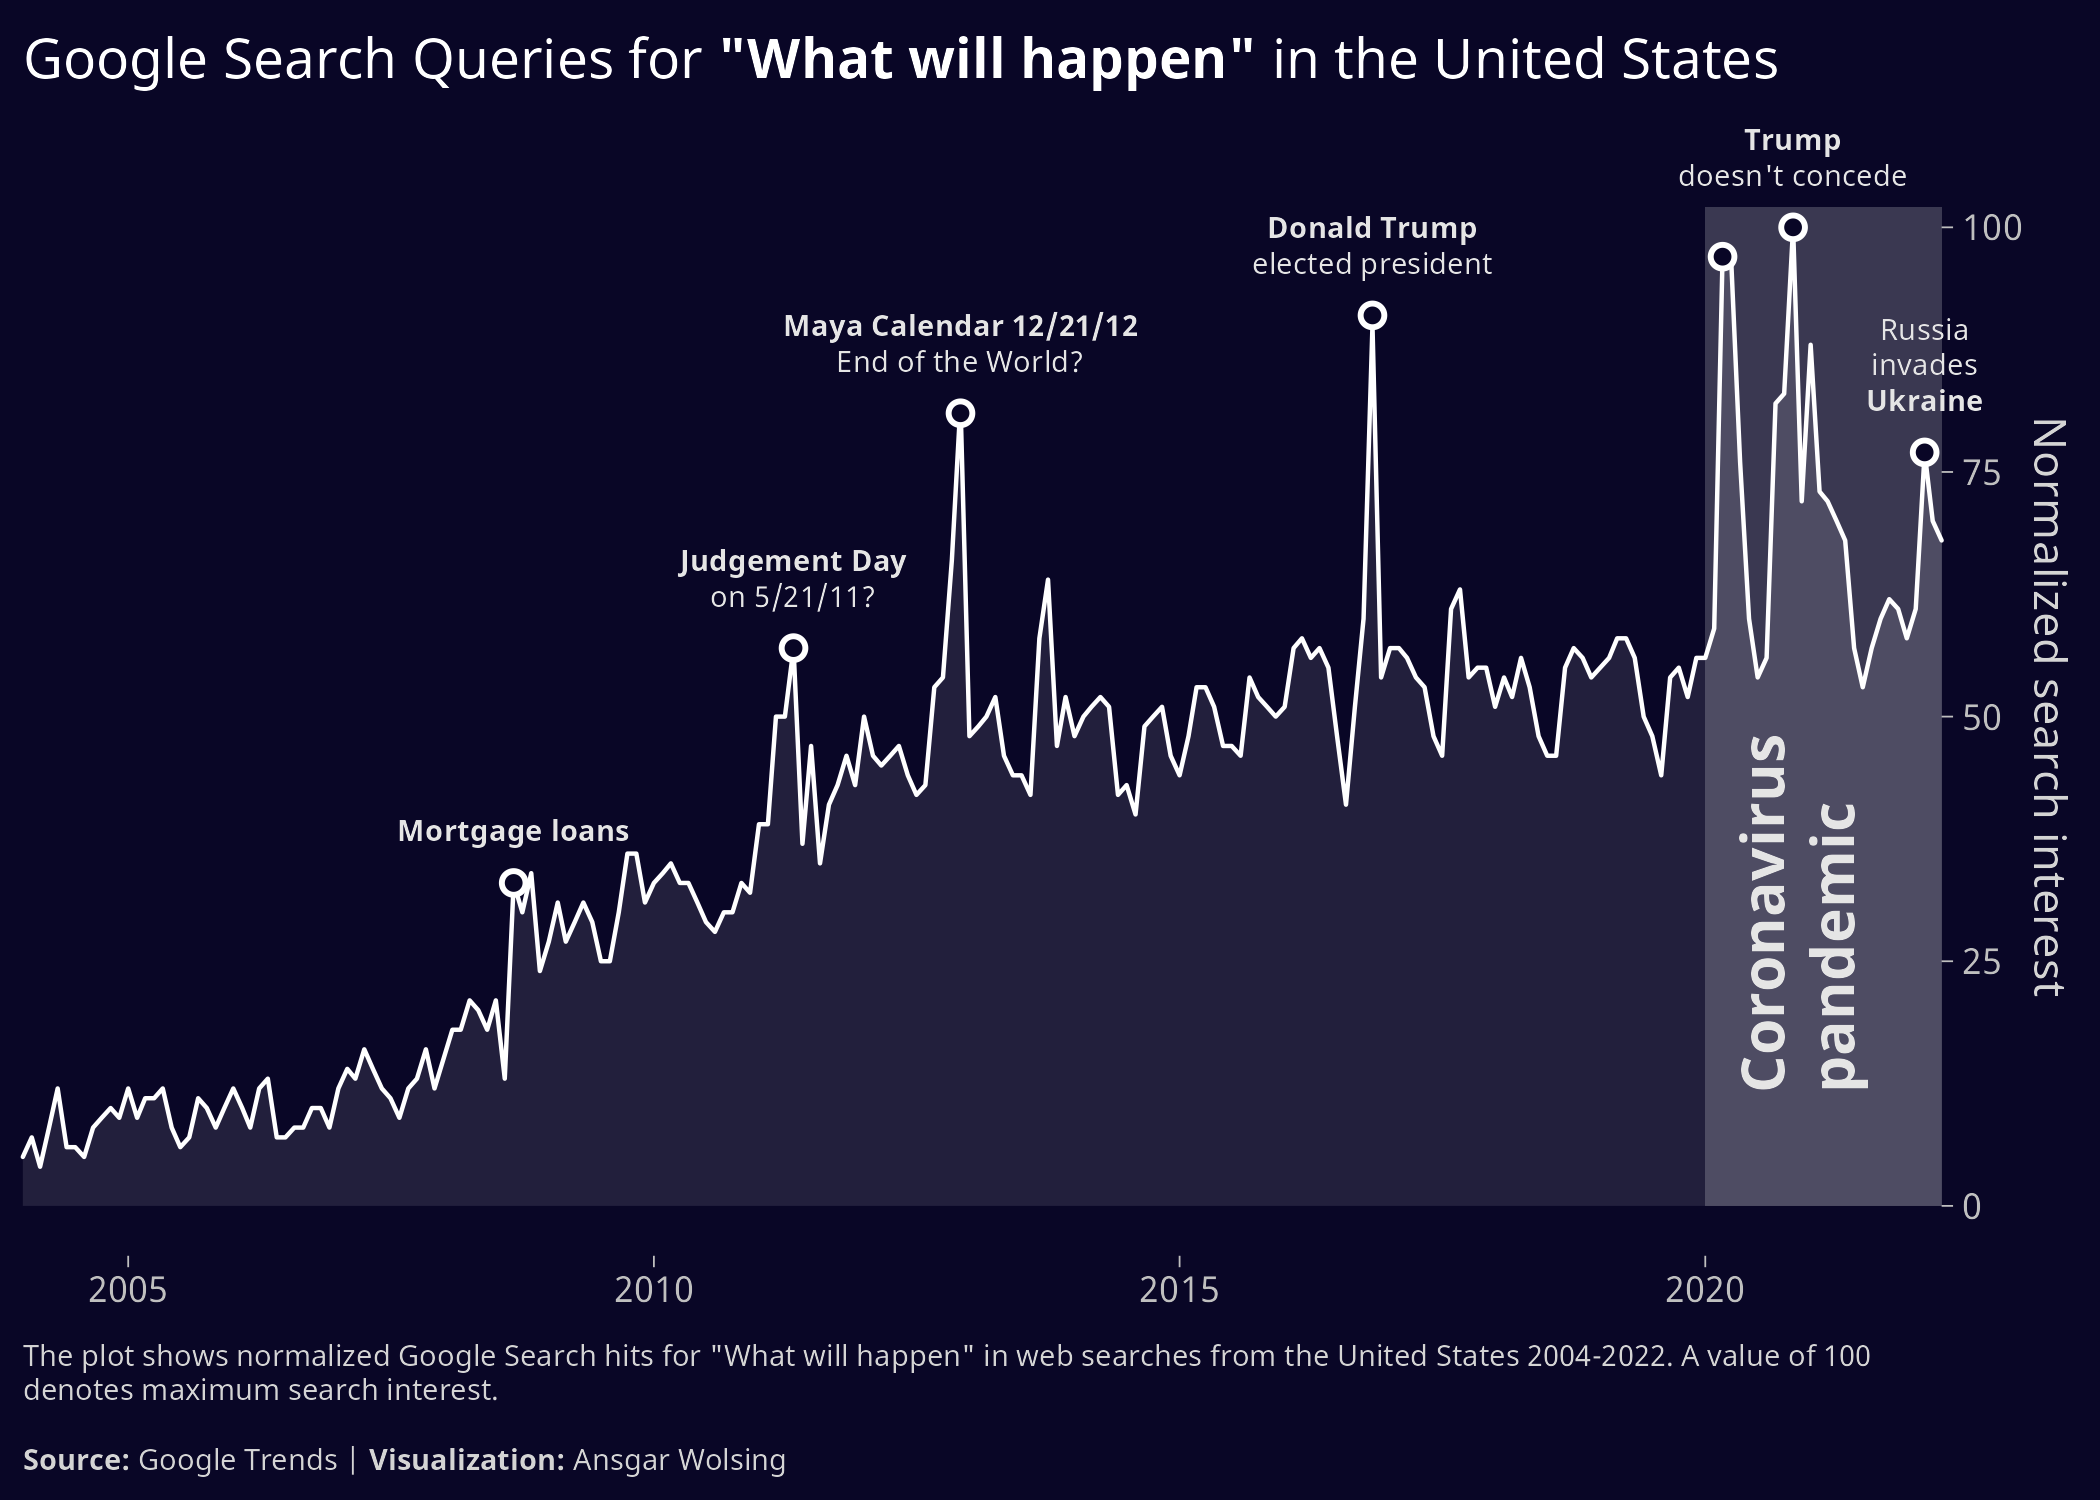 Google Search Queries for "What will happen" in the United States
Trump
doesn't concede
Donald Trump
elected president
Maya Calendar 12/21/12
End of the World?
Russia
invades
Ukraine
Judgement Day
on 5/21/11?
Mortgage loans
Coronavirus
pandemic
100
75
50
25
0
Normalized search interest
2005
2010
2015
2020
The plot shows normalized Google Search hits for "What will happen" in web searches from the United States 2004-2022. A value of 100
denotes maximum search interest.
Source: Google Trends | Visualization: Ansgar Wolsing